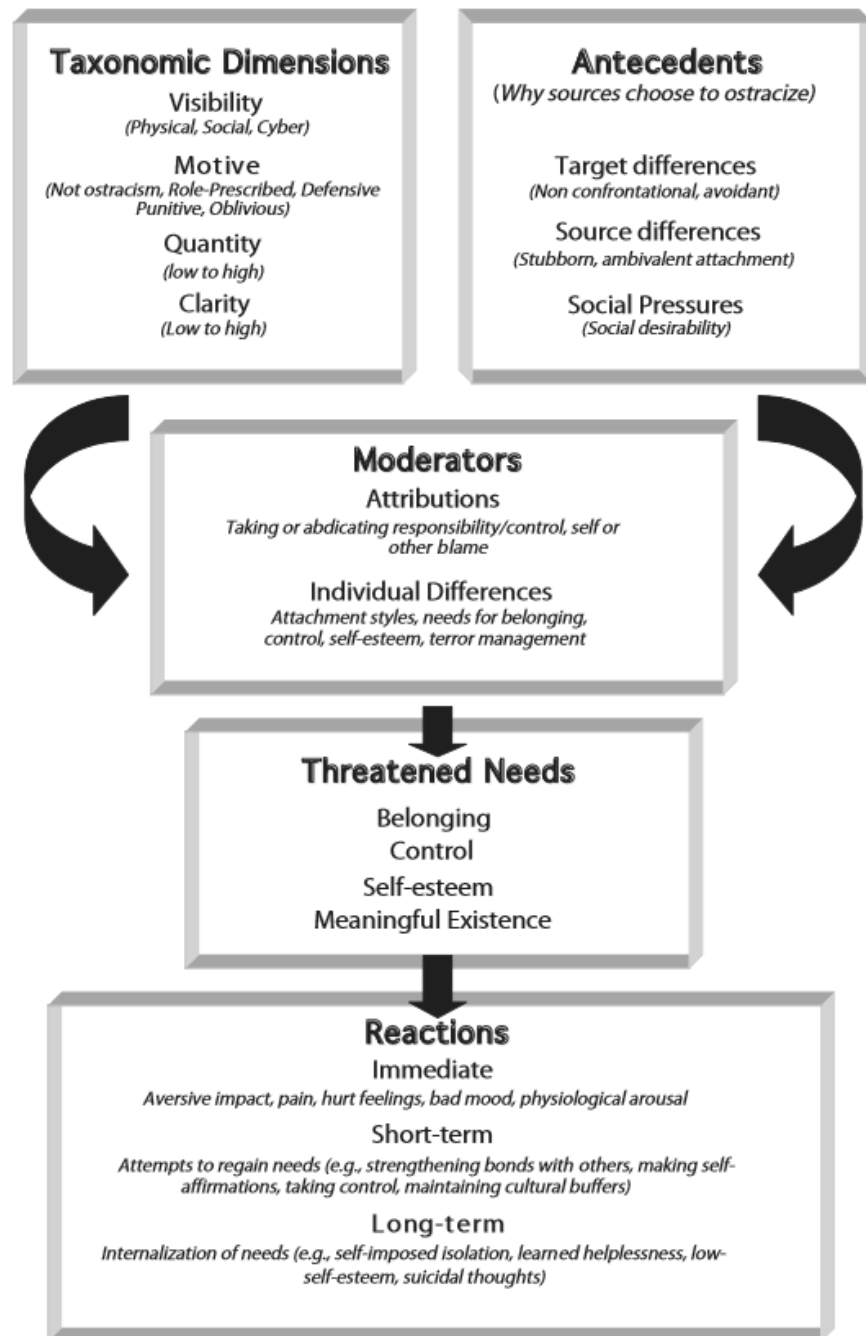 Taxonomic Dimensions
Visibility
(Physical, Social, Cyber)
Motive
(Not ostracism, Role-Prescribed, Defensive
Punitive, Oblivious)
Quantity
(low to high)
Clarity
(Low to high)
Antecedents
(Why sources choose to ostracize)
Target differences
(Non confrontational, avoidant)
Source differences
(Stubborn, ambivalent attachment)
Social Pressures
(Social desirability)
Moderators
Attributions
Taking or abdicating responsibility/control, self or
other blame
Individual Differences
Attachment styles, needs for belonging,
control, self-esteem, terror management
Threatened Needs
Belonging
Control
Self-esteem
Meaningful Existence
Reactions
Immediate
Aversive impact, pain, hurt feelings, bad mood, physiological arousal
Short-term
Attempts to regain needs (e.g., strengthening bonds with others, making self-
affirmations, taking control, maintaining cultural buffers)
Long-term
Internalization of needs (e.g., self-imposed isolation, learned helplessness, low-
self-esteem, suicidal thoughts)